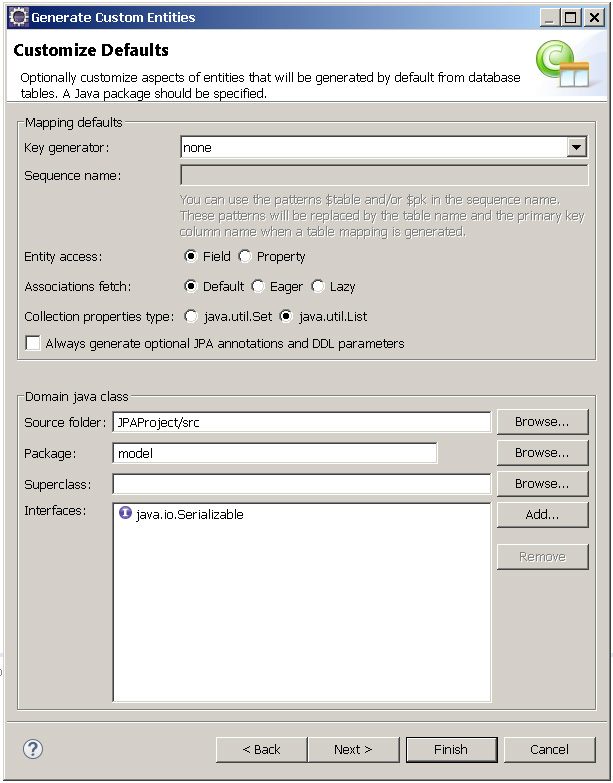 Generate Custom Entities
Customize Defaults
Optionally customize aspects of entities that will be generated by default from database
tables. A Java package should be specified.
Mapping defaults
Key generator: none
Sequence name:
You can use the patterns $table and/or $pk in the sequence name.
These patterns will be replaced by the table name and the primary key
column name when a table mapping is generated.
Entity access: Field Property
Associations fetch: Default Eager Lazy
Collection properties type: java.util.Set java.util.List
Always generate optional JPA annotations and DDL parameters
Domain java class
Source folder: JPAProject/src Browse...
Package: model Browse...
Superclass: Browse...
Interfaces: java.io.Serializable Add...
Remove
< Back Next > Finish Cancel